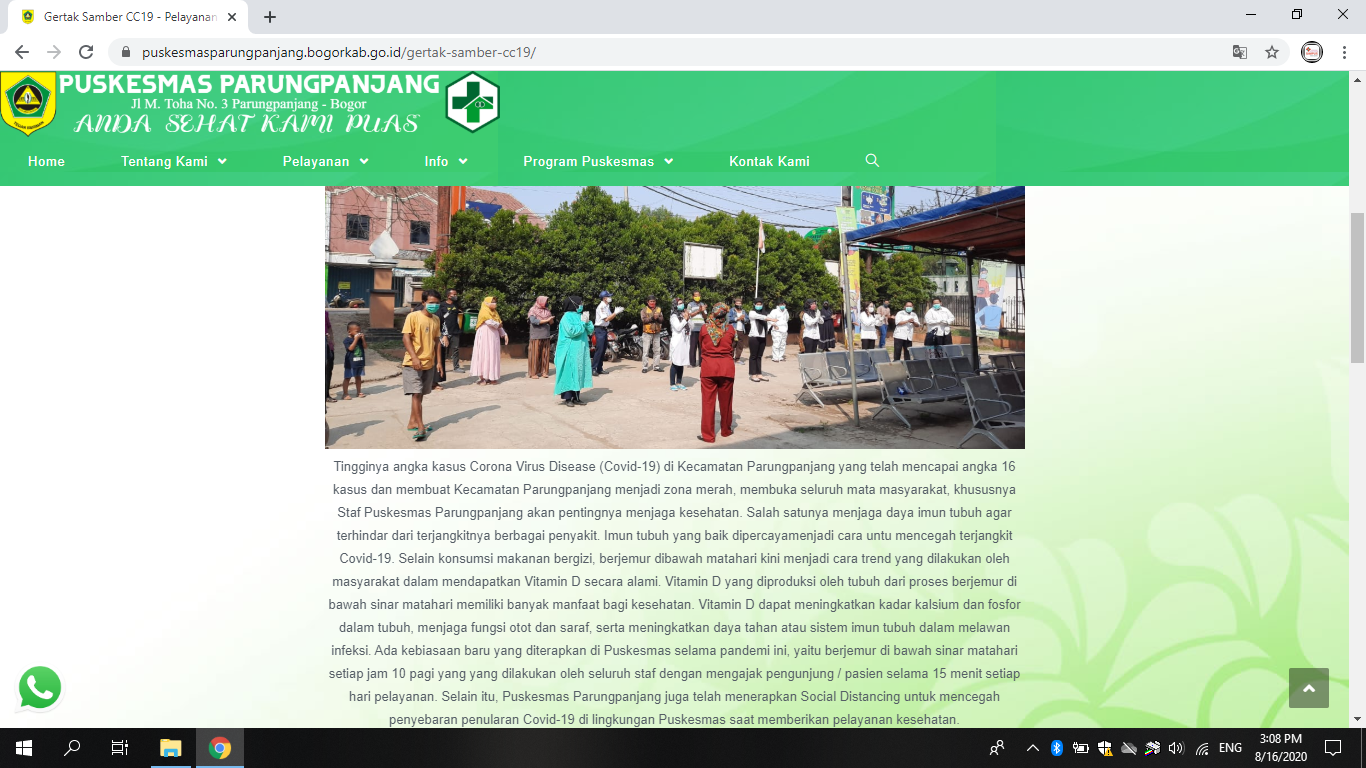 Gertak Samber CC19 - Pelayanan
puskesmasparungpanjang.bogorkab.go.id/gertak-samber-cc19/
PUSKESMAS PARUNGPANJANG
Jl M. Toha No. 3 Parungpanjang - Bogor
ANDA SEHAT KAMI PUAS
Home Tentang Kami Pelayanan Info Program Puskesmas Kontak Kami
Tingginya angka kasus Corona Virus Disease (Covid-19) di Kecamatan Parungpanjang yang telah mencapai angka 16
kasus dan membuat Kecamatan Parungpanjang menjadi zona merah, membuka seluruh mata masyarakat, khususnya
Staf Puskesmas Parungpanjang akan pentingnya menjaga kesehatan. Salah satunya menjaga daya imun tubuh agar
terhindar dari terjangkitnya berbagai penyakit. Imun tubuh yang baik dipercayamenjadi cara untu mencegah terjangkit
Covid-19. Selain konsumsi makanan bergizi, berjemur dibawah matahari kini menjadi cara trend yang dilakukan oleh
masyarakat dalam mendapatkan Vitamin D secara alami. Vitamin D yang diproduksi oleh tubuh dari proses berjemur di
bawah sinar matahari memiliki banyak manfaat bagi kesehatan. Vitamin D dapat meningkatkan kadar kalsium dan fosfor
dalam tubuh, menjaga fungsi otot dan saraf, serta meningkatkan daya tahan atau sistem imun tubuh dalam melawan
infeksi. Ada kebiasaan baru yang diterapkan di Puskesmas selama pandemi ini, yaitu berjemur di bawah sinar matahari
setiap jam 10 pagi yang yang dilakukan oleh seluruh staf dengan mengajak pengunjung / pasien selama 15 menit setiap
hari pelayanan. Selain itu, Puskesmas Parungpanjang juga telah menerapkan Social Distancing untuk mencegah
penyebaran penularan Covid-19 di lingkungan Puskesmas saat memberikan pelayanan kesehatan.
ENG
3:08 PM
8/16/2020